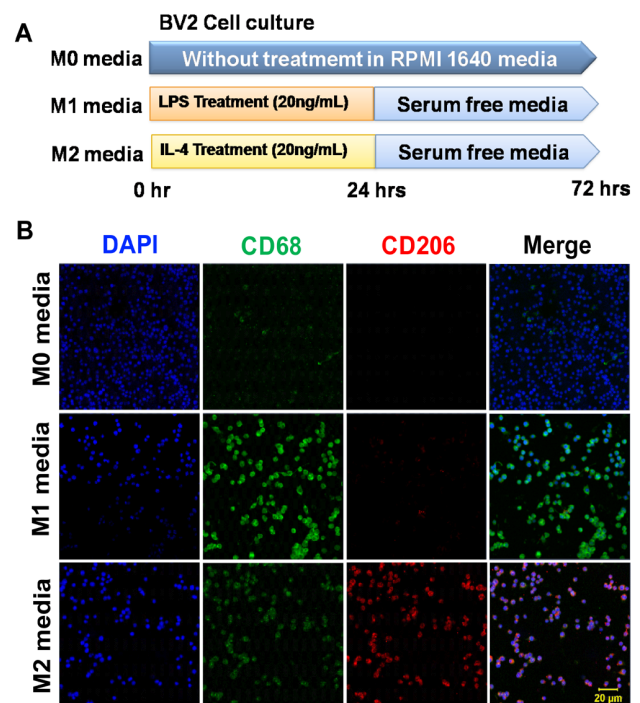 A
BV2 Cell culture
M0 media
Without treatmemt in RPMI 1640 media
M1 media
LPS Treatment (20ng/mL)
Serum free media
M2 media
IL-4 Treatment (20ng/mL)
Serum free media
0 hr
24 hrs
72 hrs
B
DAPI
CD68
CD206
Merge
M0 media
M1 media
M2 media
20 µm